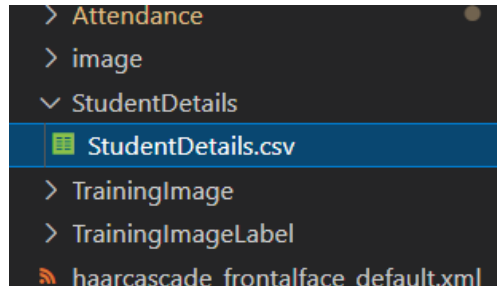 Attendance
image
StudentDetails
StudentDetails.csv
TrainingImage
TrainingImageLabel
haarcascade_frontalface_default.xml